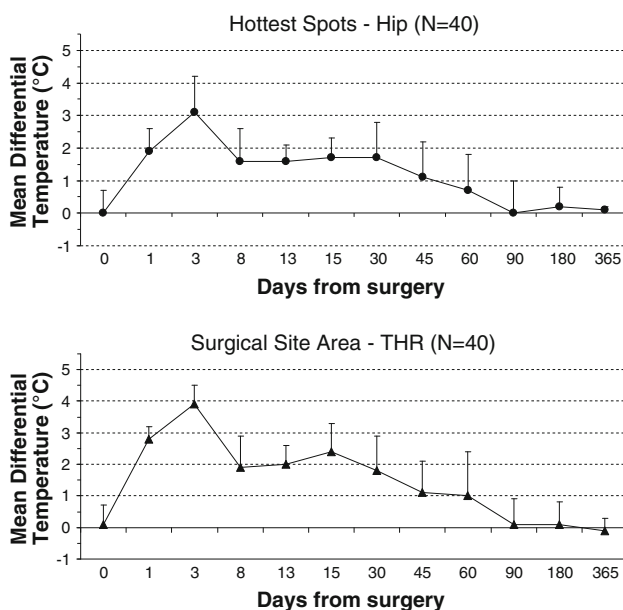 Hottest Spots - Hip (N=40)
Mean Differential
Temperature (°C)
5
4
3
2
1
0
-1
0 1 3 8 13 15 30 45 60 90 180 365
Days from surgery
Surgical Site Area - THR (N=40)
Mean Differential
Temperature (°C)
5
4
3
2
1
0
-1
0 1 3 8 13 15 30 45 60 90 180 365
Days from surgery